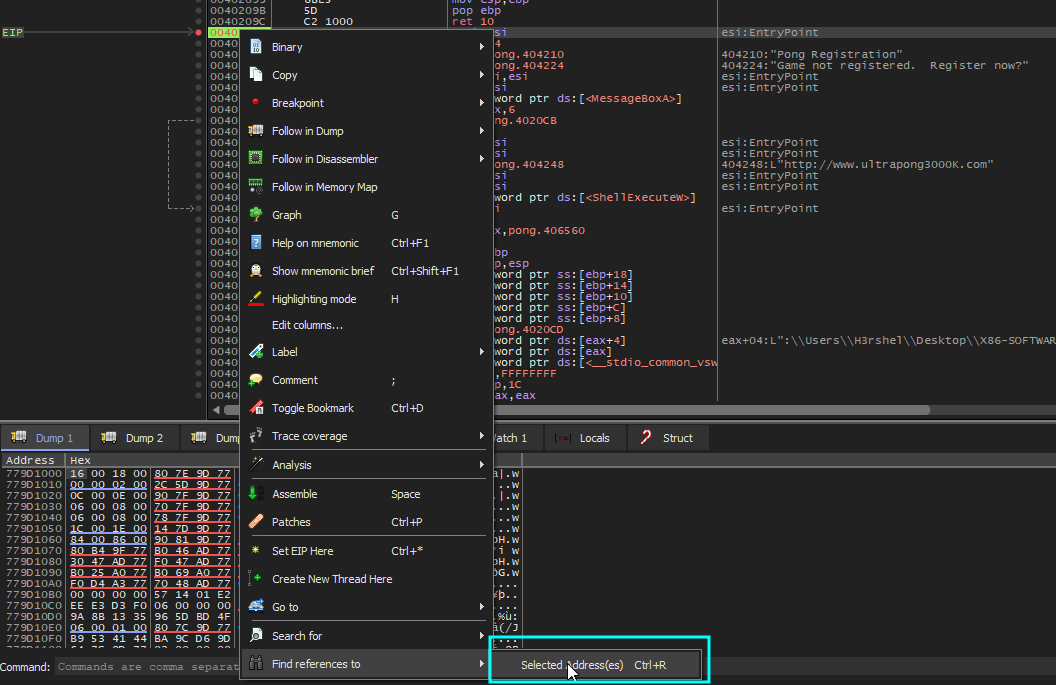 0040209B 5D pop ebp
0040209C C2 1000 ret 10
EIP
0040 si esi:EntryPoint
0040 4
0040 ong.404210 404210:"Pong Registration"
0040 ong.404224 404224:"Game not registered.  Register now?"
0040 i,esi esi:EntryPoint
0040 si esi:EntryPoint
0040 word ptr ds:[<MessageBoxA>]
0040 x,6
0040 ng.4020CB
0040
0040 si esi:EntryPoint
0040 si esi:EntryPoint
0040 ong.404248 404248:L"http://www.ultrapong3000K.com"
0040 si esi:EntryPoint
0040 si esi:EntryPoint
0040 word ptr ds:[<ShellExecuteW>]
0040 i esi:EntryPoint
0040
0040 x,pong.406560
0040
0040 bp
0040 p,esp
0040 word ptr ss:[ebp+18]
0040 word ptr ss:[ebp+14]
0040 word ptr ss:[ebp+10]
0040 word ptr ss:[ebp+C]
0040 word ptr ss:[ebp+8]
0040 ong.4020CD
0040 word ptr ds:[eax+4] eax+04:L":\\Users\\H3rshel\\Desktop\\X86-SOFTWAR
0040 word ptr ds:[eax]
0040 word ptr ds:[<__stdio_common_vsw
0040 ,FFFFFFFF
0040 p,1C
0040 ax,eax
Binary
Copy
Breakpoint
Follow in Dump
Follow in Disassembler
Follow in Memory Map
Graph G
Help on mnemonic Ctrl+F1
Show mnemonic brief Ctrl+Shift+F1
Highlighting mode H
Edit columns...
Label
Comment ;
Toggle Bookmark Ctrl+D
Trace coverage
Analysis
Assemble Space
Patches Ctrl+P
Set EIP Here Ctrl+*
Create New Thread Here
Go to
Search for
Find references to
Selected Address(es) Ctrl+R
Dump 1 Dump 2 Dump atch 1 Locals Struct
Address Hex
779D1000 16 00 18 00 80 7E 9D 77
779D1010 00 00 02 00 2C 5D 9D 77
779D1020 0C 00 0E 00 90 7F 9D 77
779D1030 06 00 08 00 70 7F 9D 77
779D1040 06 00 08 00 78 7F 9D 77
779D1050 1C 00 1E 00 14 7D 9D 77
779D1060 84 00 86 00 90 81 9D 77
779D1070 80 B4 9F 77 B0 46 AD 77
779D1080 30 47 AD 77 F0 47 AD 77
779D1090 B0 25 A0 77 B0 69 A0 77
779D10A0 F0 D4 A3 77 70 48 AD 77
779D10B0 00 00 00 00 57 14 01 E2
779D10C0 EE E3 D3 F0 06 00 00 00
779D10D0 9A 8B 13 35 96 5D BD 4F
779D10E0 06 00 01 00 80 7C 9D 77
779D10F0 B9 53 41 44 BA 9C D6 9D
Command: Commands are comma separat